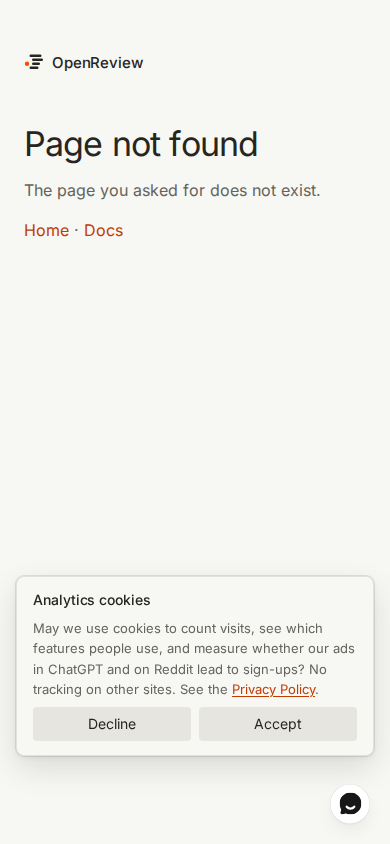 OpenReview
Page not found
The page you asked for does not exist.
Home · Docs
Analytics cookies
May we use cookies to count visits, see which
features people use, and measure whether our ads
in ChatGPT and on Reddit lead to sign-ups? No
tracking on other sites. See the Privacy Policy.
Decline
Accept